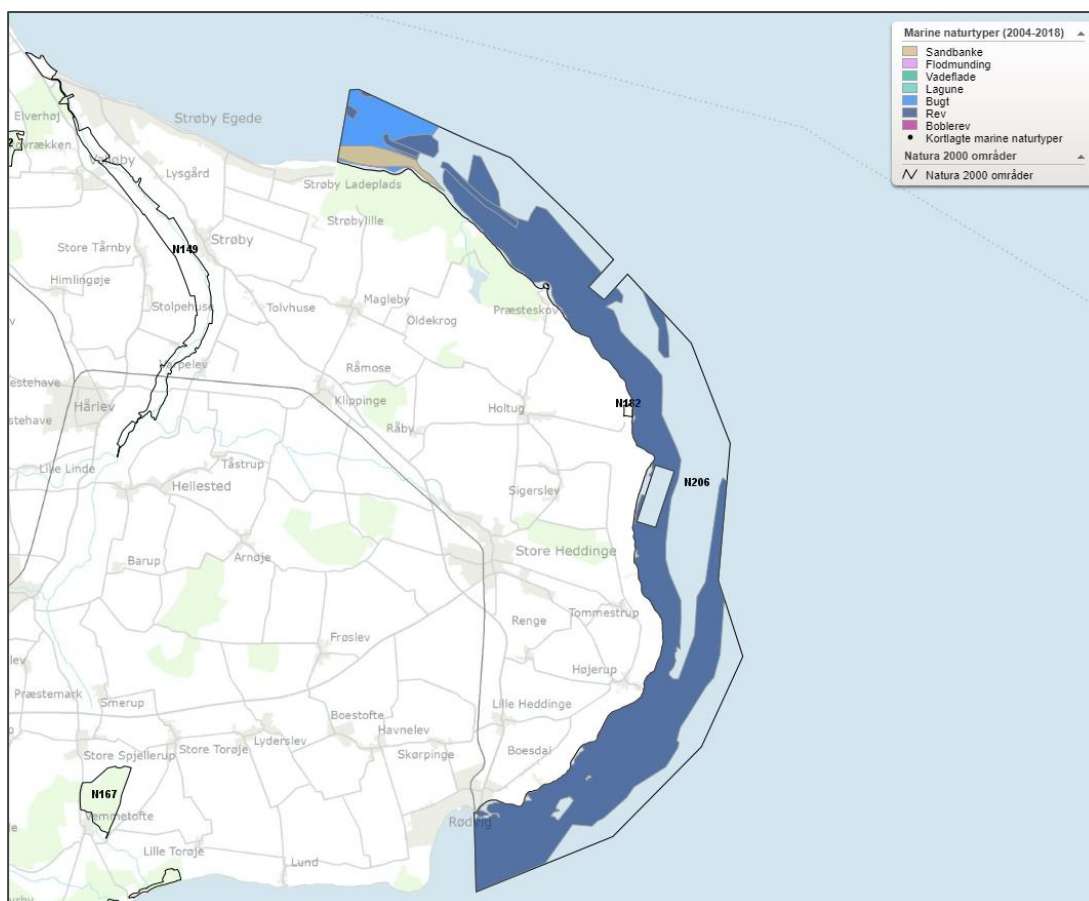 Marine naturtyper (2004-2018)
Sandbanke
Flodmunding
Vadeflade
Lagune
Bugt
Rev
Boblerev
Kortlagte marine naturtyper
Natura 2000 områder
Natura 2000 områder
Strøby Egede
Elverhøj
Lysgård
Strøby Ladeplads
Strøbylille
Strøby
N149
Store Tårnby
Himlingøje
Stolpehuse
Tolvhuse
Magleby
Oldekrog
Præsteskov
Råmose
Hårlev
Klippinge
Holtug
N182
Råby
Tåstrup
Hellested
Sigerslev
N206
Store Heddinge
Barup
Arnøje
Tommestrup
Renge
Frøslev
Højerup
Præstemark
Smerup
Lille Heddinge
Boestofte
Lyderslev
Havnelev
Store Torøje
Skørpinge
Boesdal
Store Spjellerup
N167
Vemmetofte
Rødvig
Lille Torøje
Lund